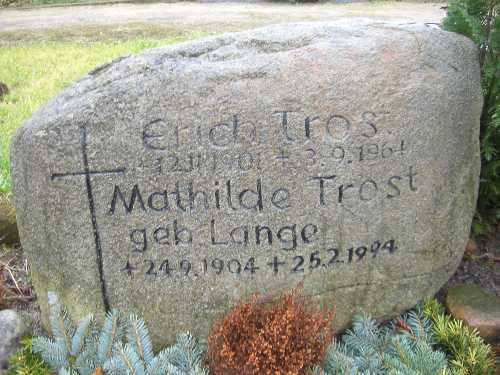 Erich Trost
*12.11.1901 + 3.9.1964
Mathilde Trost
geb Lange
+24.9.1904 +25.2.1994